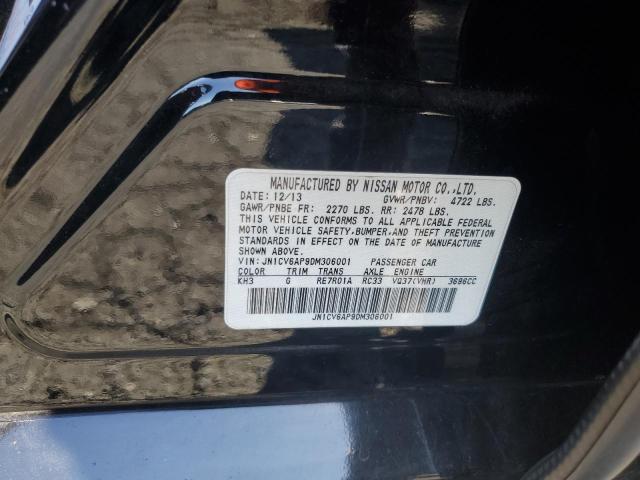 MANUFACTURED BY NISSAN MOTOR CO.,LTD.
DATE: 12/13 GVWR/PNBV: 4722 LBS.
GAWR/PNBE FR: 2270 LBS. RR: 2478 LBS.
THIS VEHICLE CONFORMS TO ALL APPLICABLE FEDERAL
MOTOR VEHICLE SAFETY, BUMPER, AND THEFT PREVENTION
STANDARDS IN EFFECT ON THE DATE OF MANUFACTURE
SHOWN ABOVE.
VIN: JN1CV6AP9DM306001 PASSENGER CAR
COLOR TRIM TRANS AXLE ENGINE
KH3 G RE7R01A RC33 VQ37(VHR) 3696CC
JN1CV6AP9DM306001